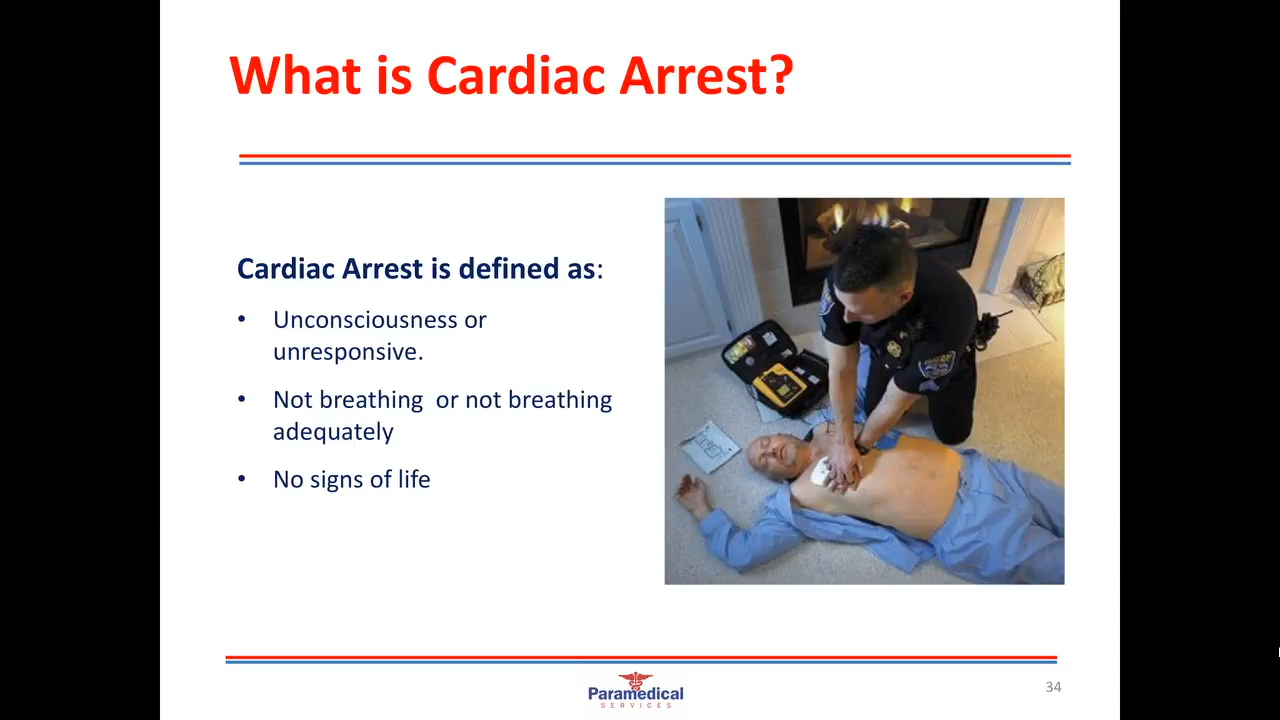 What is Cardiac Arrest?
Cardiac Arrest is defined as:
• Unconsciousness or
unresponsive.
• Not breathing  or not breathing
adequately
• No signs of life
Paramedical
SERVICES
34